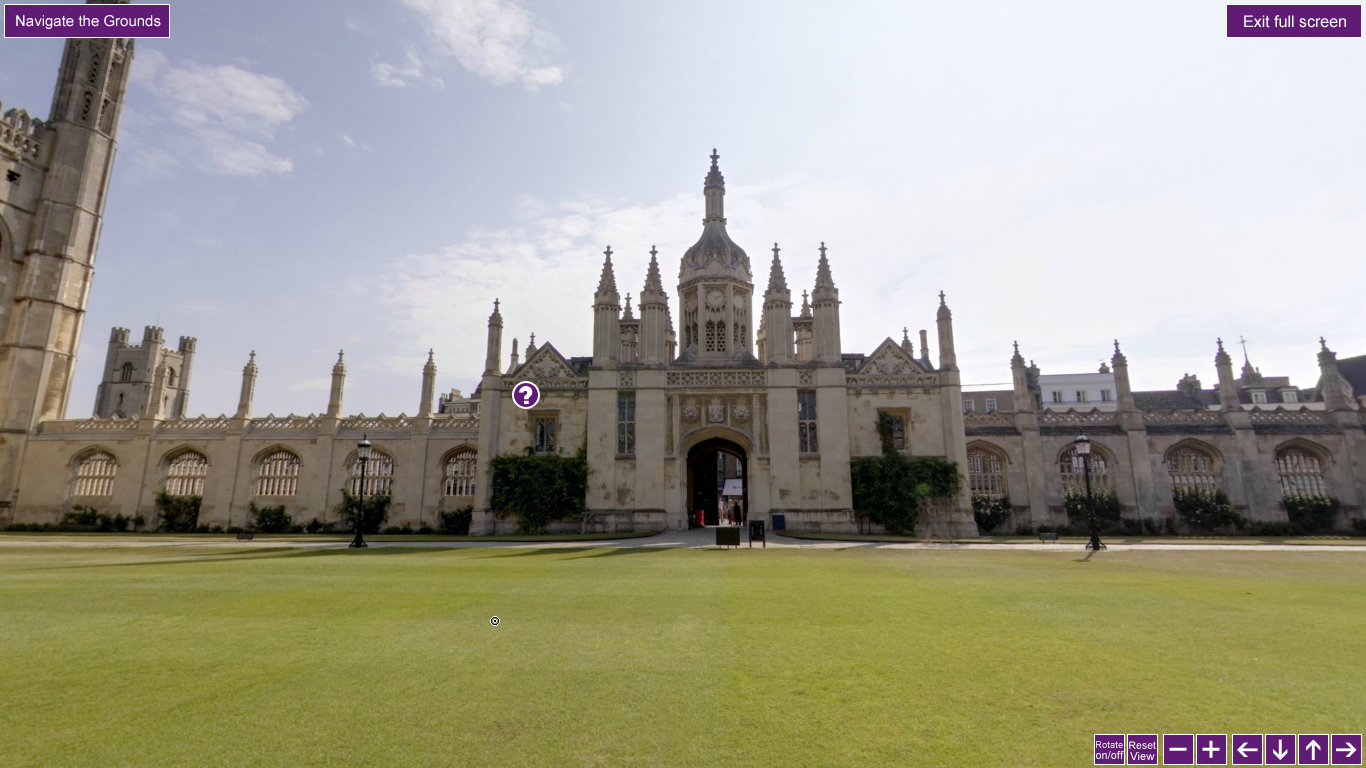 Navigate the Grounds
Exit full screen
?
Rotate
on/off
Reset
View